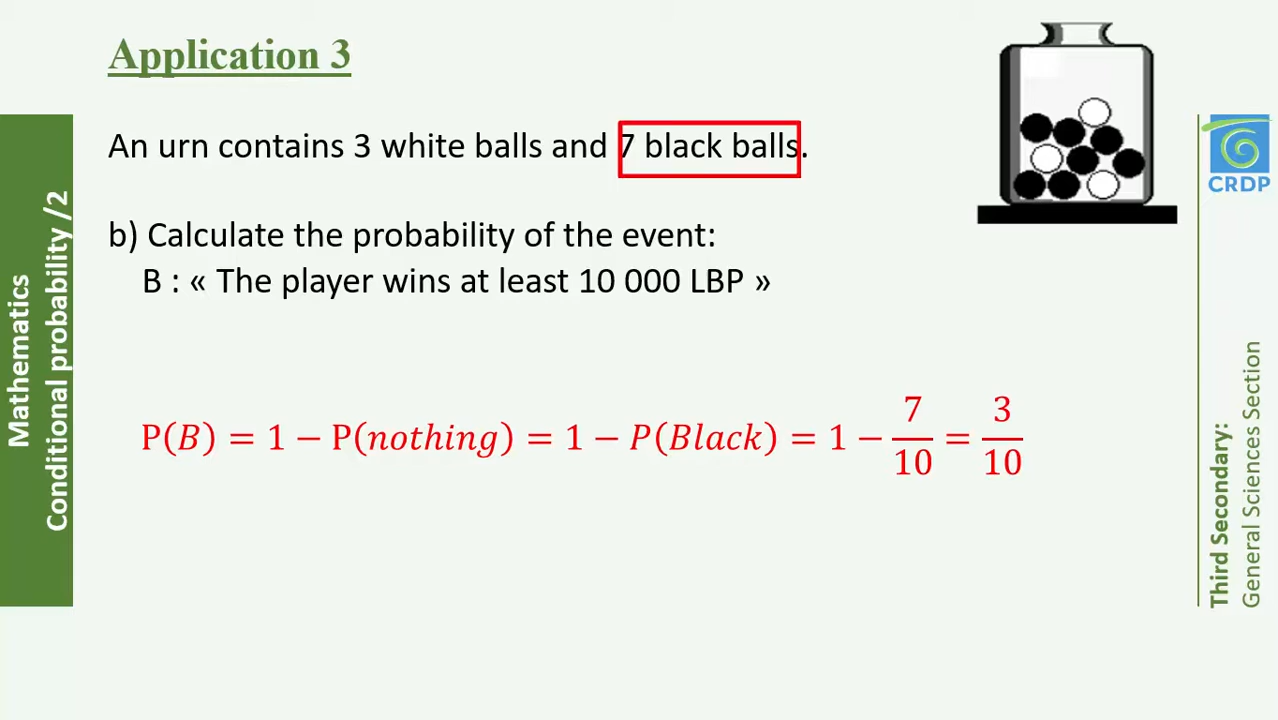 Application 3
An urn contains 3 white balls and 7 black balls.
b) Calculate the probability of the event:
B : « The player wins at least 10 000 LBP »
P(B) = 1 − P(nothing) = 1 − P(Black) = 1 − 7/10 = 3/10
Mathematics
Conditional probability /2
CRDP
Third Secondary:
General Sciences Section